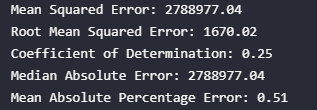 Mean Squared Error: 2788977.04
Root Mean Squared Error: 1670.02
Coefficient of Determination: 0.25
Median Absolute Error: 2788977.04
Mean Absolute Percentage Error: 0.51